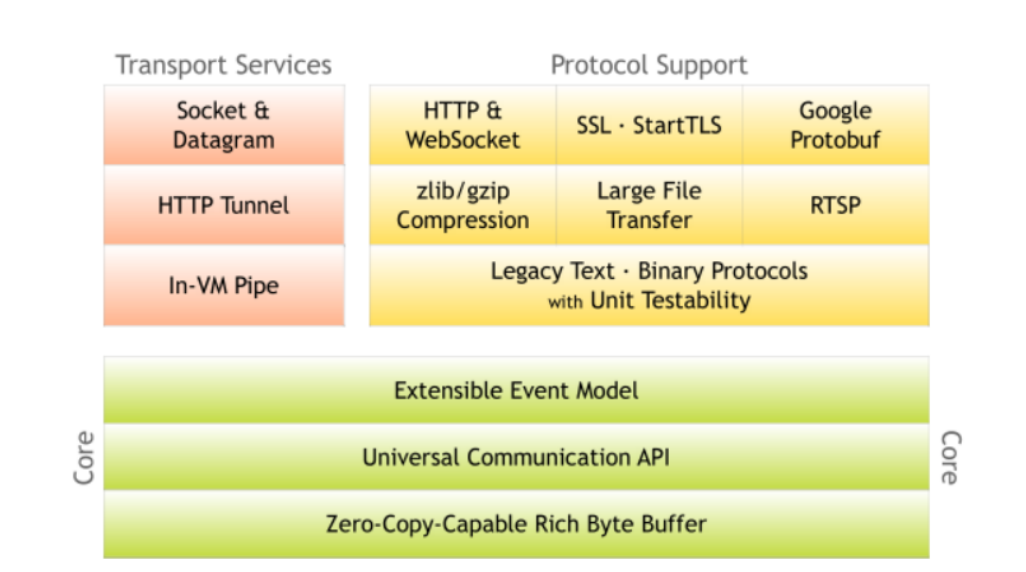 Transport Services
Protocol Support
Socket &
Datagram
HTTP Tunnel
In-VM Pipe
HTTP &
WebSocket
SSL · StartTLS
Google
Protobuf
zlib/gzip
Compression
Large File
Transfer
RTSP
Legacy Text · Binary Protocols
with Unit Testability
Core
Extensible Event Model
Universal Communication API
Zero-Copy-Capable Rich Byte Buffer
Core